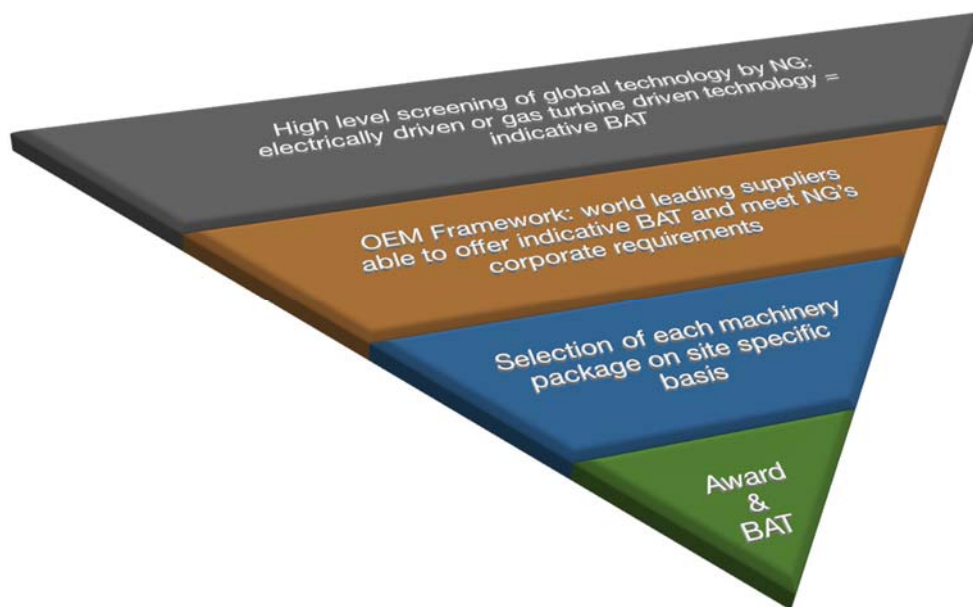 High level screening of global technology by NG:
electrically driven or gas turbine driven technology =
indicative BAT
OEM Framework: world leading suppliers
able to offer indicative BAT and meet NG's
corporate requirements
Selection of each machinery
package on site specific
basis
Award
&
BAT